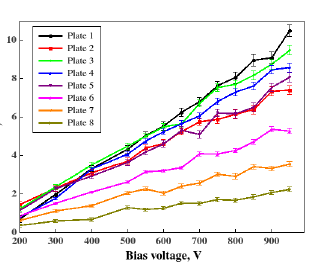 10
8
6
4
2
0
Plate 1
Plate 2
Plate 3
Plate 4
Plate 5
Plate 6
Plate 7
Plate 8
200 300 400 500 600 700 800 900
Bias voltage, V